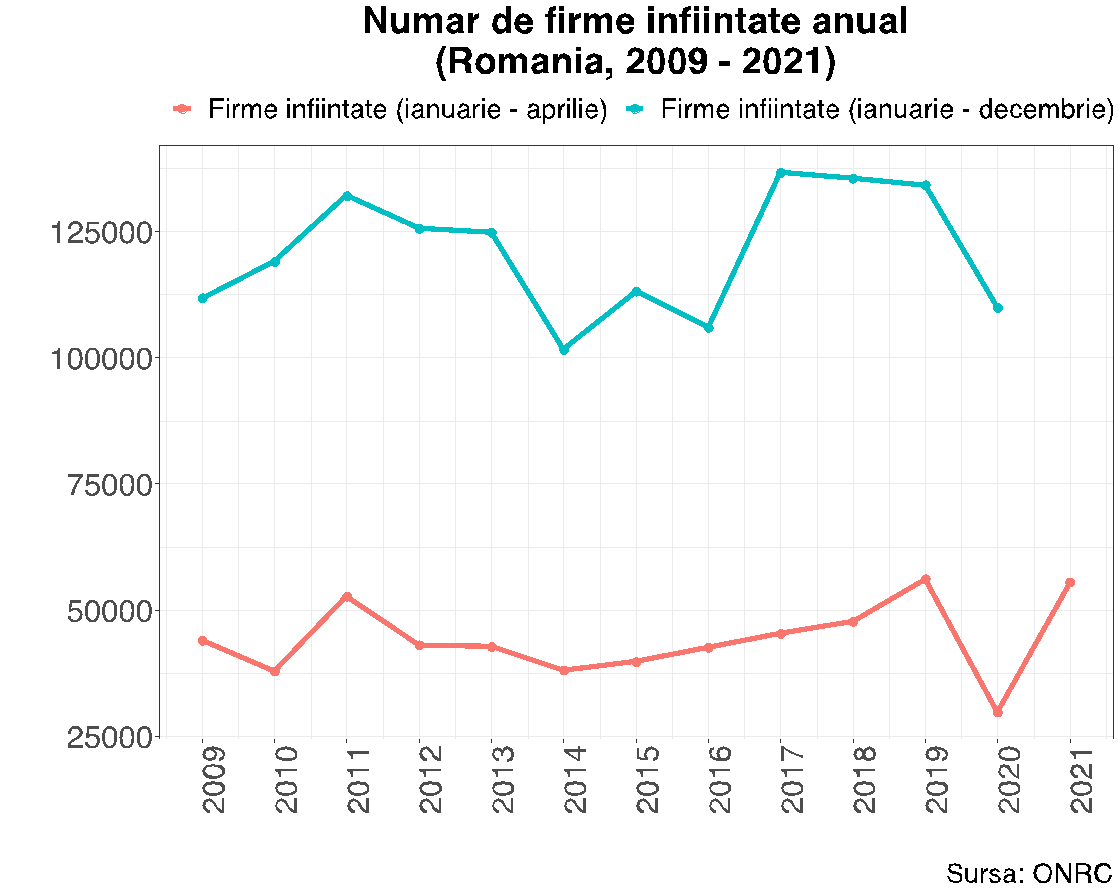 Numar de firme infiintate anual
(Romania, 2009 - 2021)
Firme infiintate (ianuarie - aprilie) Firme infiintate (ianuarie - decembrie)
125000
100000
75000
50000
25000
2009 2010 2011 2012 2013 2014 2015 2016 2017 2018 2019 2020 2021
Sursa: ONRC